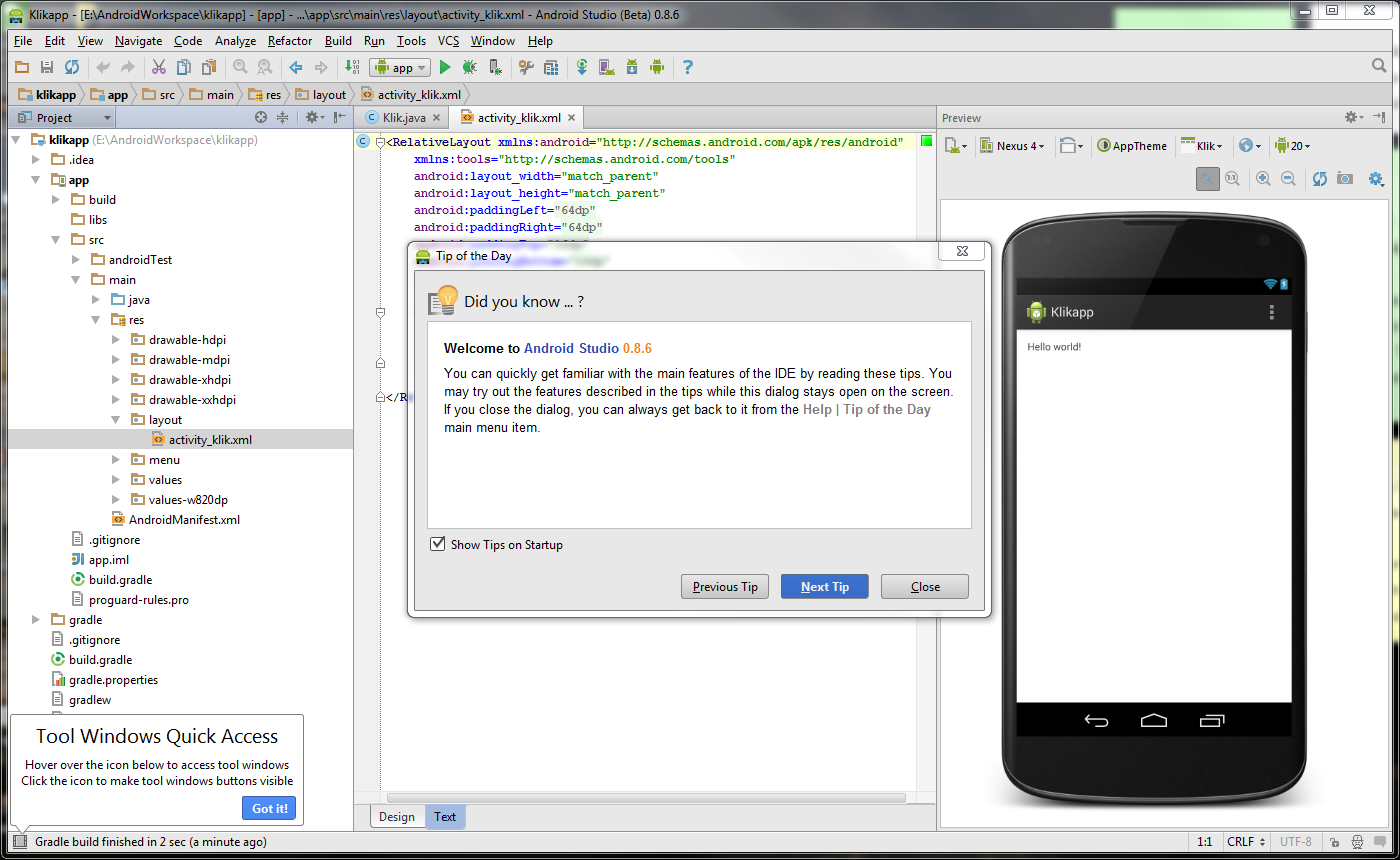 Klikapp - [E:\AndroidWorkspace\klikapp] - [app] - ...\app\src\main\res\layout\activity_klik.xml - Android Studio (Beta) 0.8.6
File Edit View Navigate Code Analyze Refactor Build Run Tools VCS Window Help
app
klikapp app src main res layout activity_klik.xml
Project
klikapp (E:\AndroidWorkspace\klikapp)
.idea
app
build
libs
src
androidTest
main
java
res
drawable-hdpi
drawable-mdpi
drawable-xhdpi
drawable-xxhdpi
layout
activity_klik.xml
menu
values
values-w820dp
AndroidManifest.xml
.gitignore
app.iml
build.gradle
proguard-rules.pro
gradle
.gitignore
build.gradle
gradle.properties
gradlew
Tool Windows Quick Access
Hover over the icon below to access tool windows
Click the icon to make tool windows buttons visible
Got it!
Klik.java activity_klik.xml
<RelativeLayout xmlns:android="http://schemas.android.com/apk/res/android"
xmlns:tools="http://schemas.android.com/tools"
android:layout_width="match_parent"
android:layout_height="match_parent"
android:paddingLeft="64dp"
android:paddingRight="64dp"
</R
Tip of the Day
Did you know ... ?
Welcome to Android Studio 0.8.6
You can quickly get familiar with the main features of the IDE by reading these tips. You
may try out the features described in the tips while this dialog stays open on the screen.
If you close the dialog, you can always get back to it from the Help | Tip of the Day
main menu item.
Show Tips on Startup
Previous Tip Next Tip Close
Design Text
Preview
Nexus 4 AppTheme Klik 20
Klikapp
Hello world!
Gradle build finished in 2 sec (a minute ago)
1:1 CRLF UTF-8